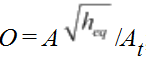 O = A√h_eq / A_t